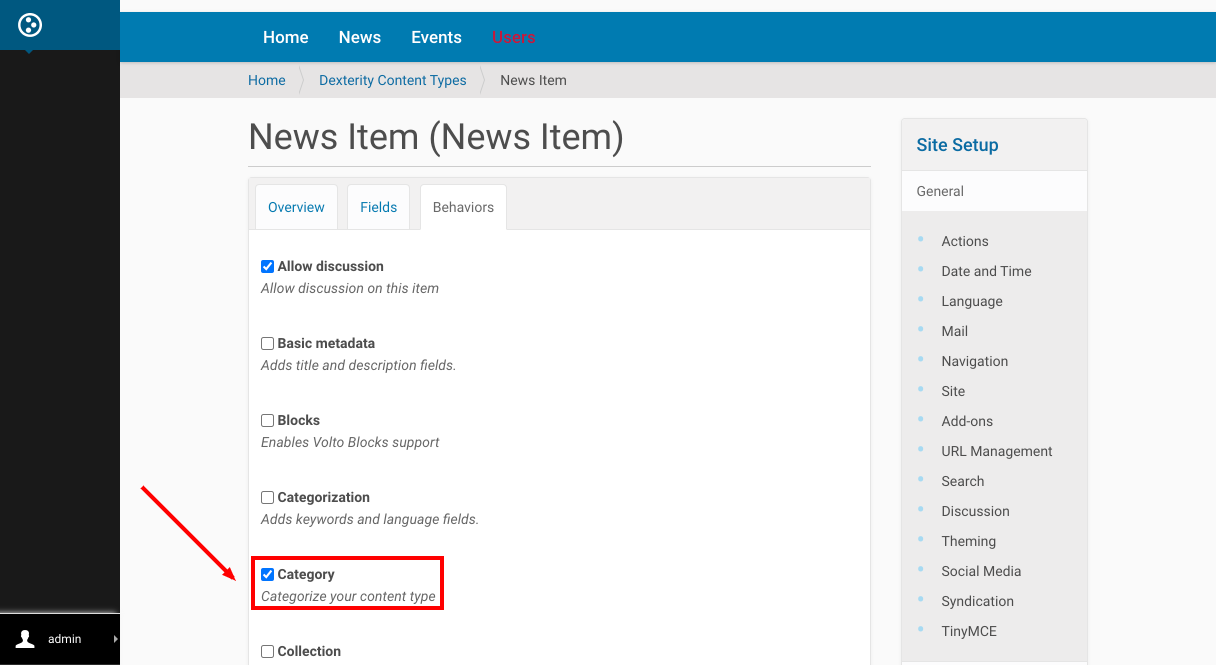 Home News Events Users
Home Dexterity Content Types News Item
News Item (News Item)
Overview Fields Behaviors
Allow discussion
Allow discussion on this item
Basic metadata
Adds title and description fields.
Blocks
Enables Volto Blocks support
Categorization
Adds keywords and language fields.
Category
Categorize your content type
Collection
Site Setup
General
Actions
Date and Time
Language
Mail
Navigation
Site
Add-ons
URL Management
Search
Discussion
Theming
Social Media
Syndication
TinyMCE
admin